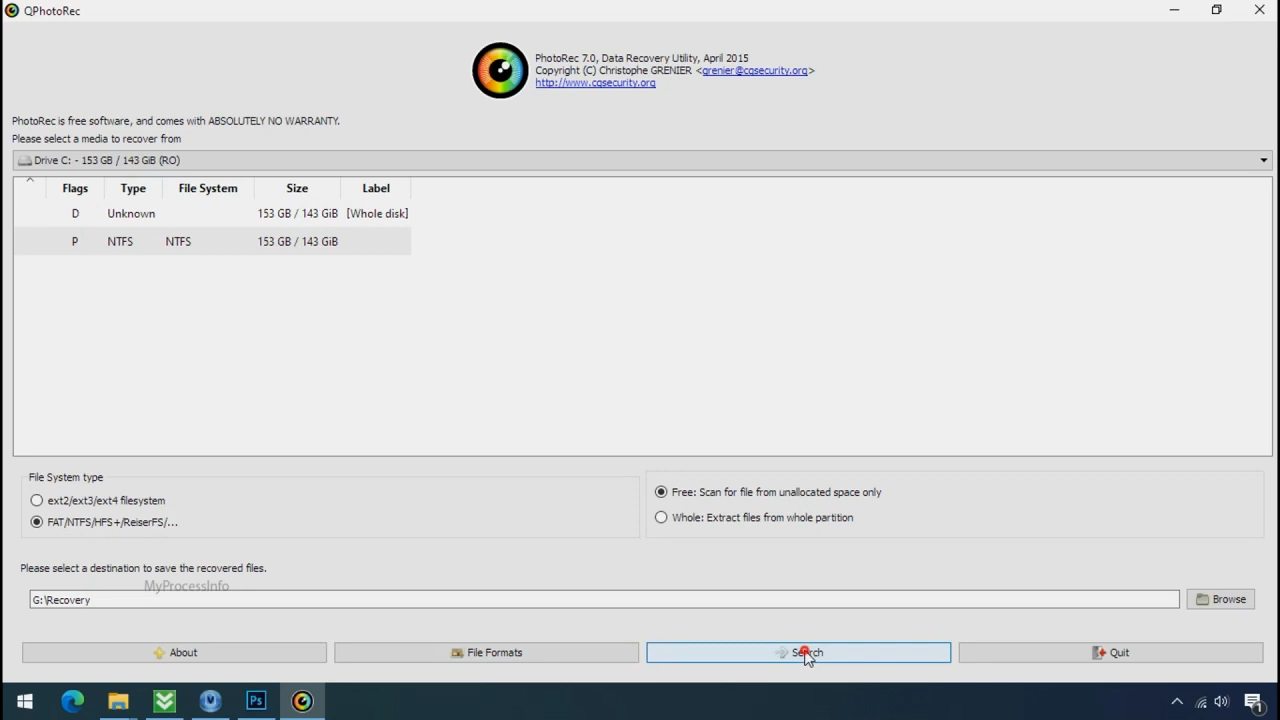 QPhotoRec
PhotoRec 7.0, Data Recovery Utility, April 2015
Copyright (C) Christophe GRENIER <grenier@cgsecurity.org>
http://www.cgsecurity.org
PhotoRec is free software, and comes with ABSOLUTELY NO WARRANTY.
Please select a media to recover from
Drive C: - 153 GB / 143 GiB (RO)
Flags Type File System Size Label
D Unknown 153 GB / 143 GiB [Whole disk]
P NTFS NTFS 153 GB / 143 GiB
File System type
ext2/ext3/ext4 filesystem
FAT/NTFS/HFS+/ReiserFS/...
Free: Scan for file from unallocated space only
Whole: Extract files from whole partition
Please select a destination to save the recovered files.
MyProcessInfo
G:\Recovery
Browse
About File Formats Search Quit
Ps
1